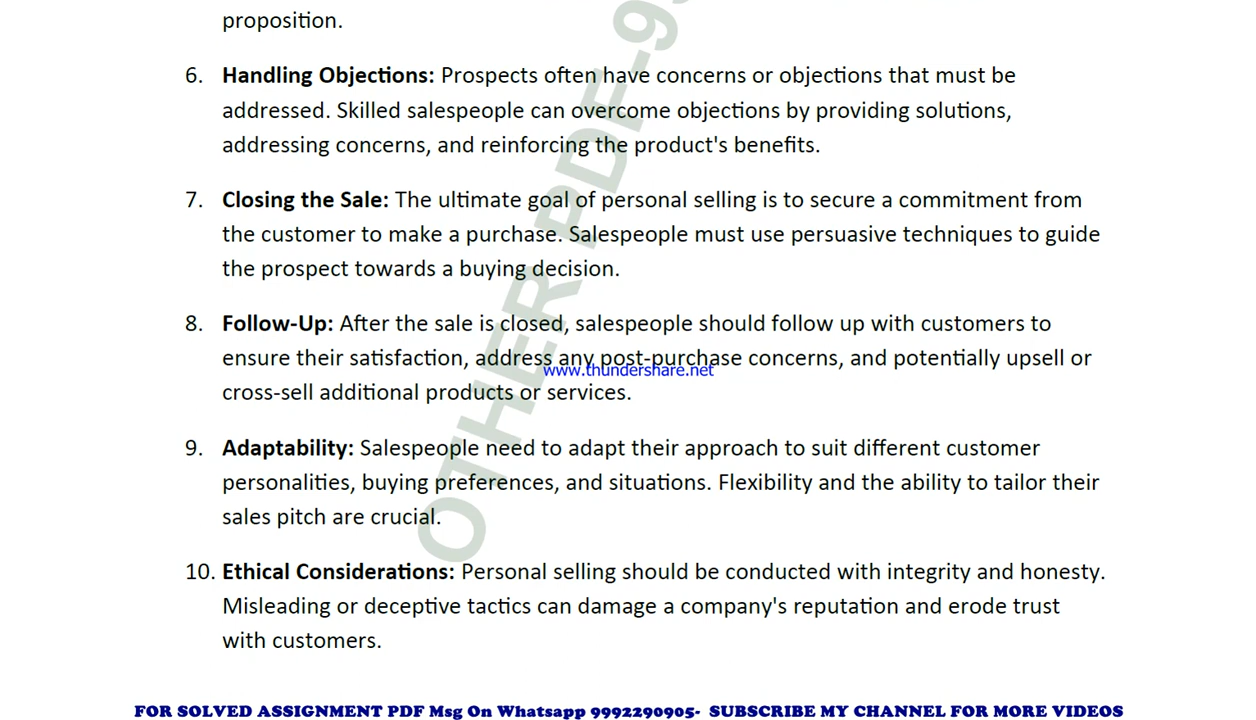 proposition.
6. Handling Objections: Prospects often have concerns or objections that must be
addressed. Skilled salespeople can overcome objections by providing solutions,
addressing concerns, and reinforcing the product's benefits.
7. Closing the Sale: The ultimate goal of personal selling is to secure a commitment from
the customer to make a purchase. Salespeople must use persuasive techniques to guide
the prospect towards a buying decision.
8. Follow-Up: After the sale is closed, salespeople should follow up with customers to
ensure their satisfaction, address any post-purchase concerns, and potentially upsell or
www.thundershare.net
cross-sell additional products or services.
9. Adaptability: Salespeople need to adapt their approach to suit different customer
personalities, buying preferences, and situations. Flexibility and the ability to tailor their
sales pitch are crucial.
10. Ethical Considerations: Personal selling should be conducted with integrity and honesty.
Misleading or deceptive tactics can damage a company's reputation and erode trust
with customers.
OTHER PDF-9
FOR SOLVED ASSIGNMENT PDF Msg On Whatsapp 9992290905- SUBSCRIBE MY CHANNEL FOR MORE VIDEOS